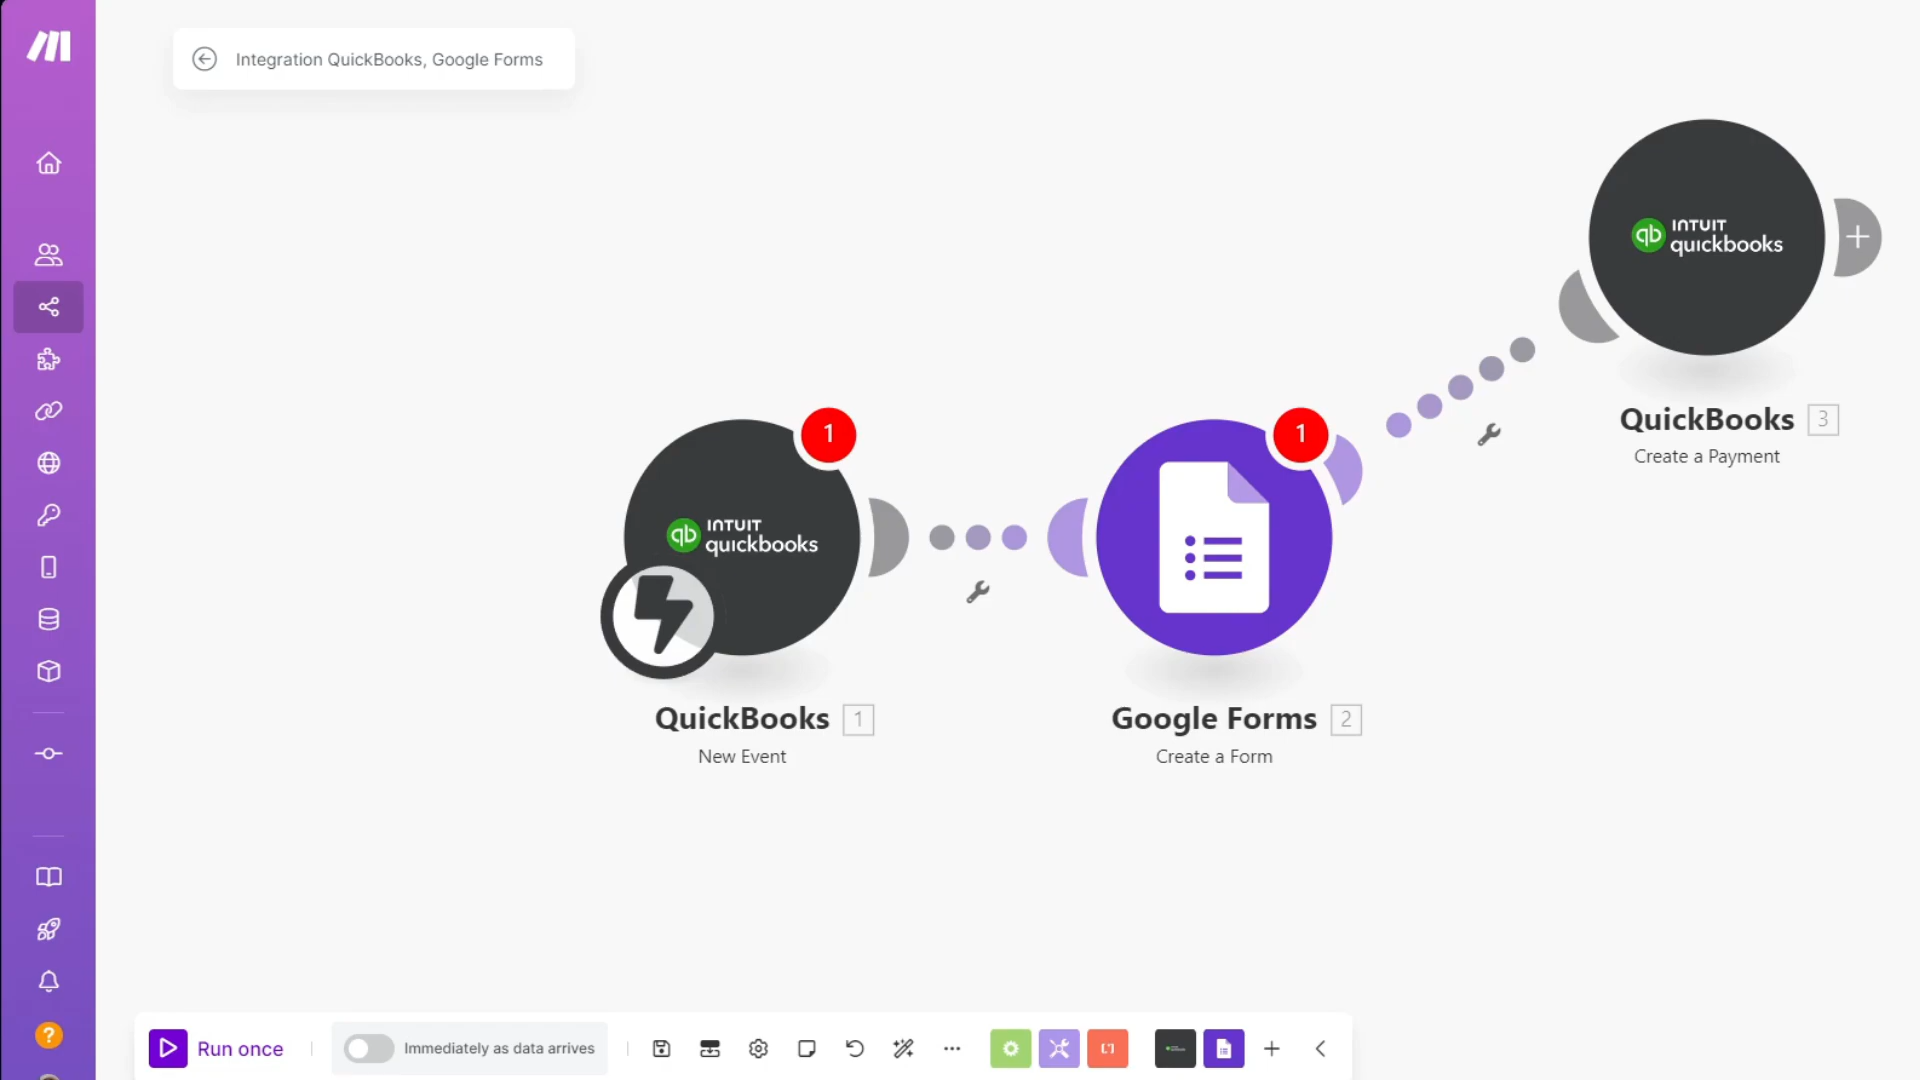 Integration QuickBooks, Google Forms
INTUIT
quickbooks
QuickBooks 3
Create a Payment
1
1
INTUIT
quickbooks
QuickBooks 1
New Event
Google Forms 2
Create a Form
Run once
Immediately as data arrives